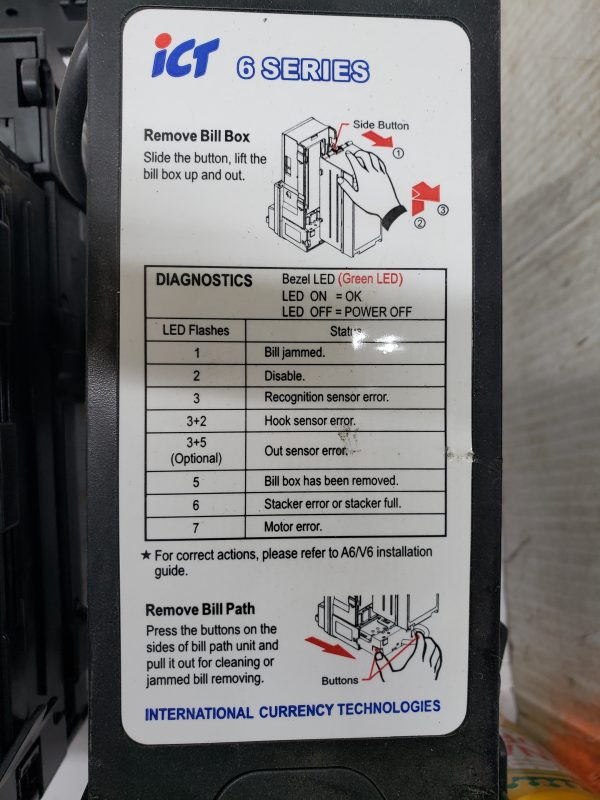 ICT 6 SERIES
Remove Bill Box
Slide the button, lift the
bill box up and out.
Side Button
1
2
3
DIAGNOSTICS
Bezel LED (Green LED)
LED ON = OK
LED OFF = POWER OFF
LED Flashes Status
1 Bill jammed.
2 Disable.
3 Recognition sensor error.
3+2 Hook sensor error.
3+5
(Optional) Out sensor error.
5 Bill box has been removed.
6 Stacker error or stacker full.
7 Motor error.
★ For correct actions, please refer to A6/V6 installation
guide.
Remove Bill Path
Press the buttons on the
sides of bill path unit and
pull it out for cleaning or
jammed bill removing.
Buttons
INTERNATIONAL CURRENCY TECHNOLOGIES